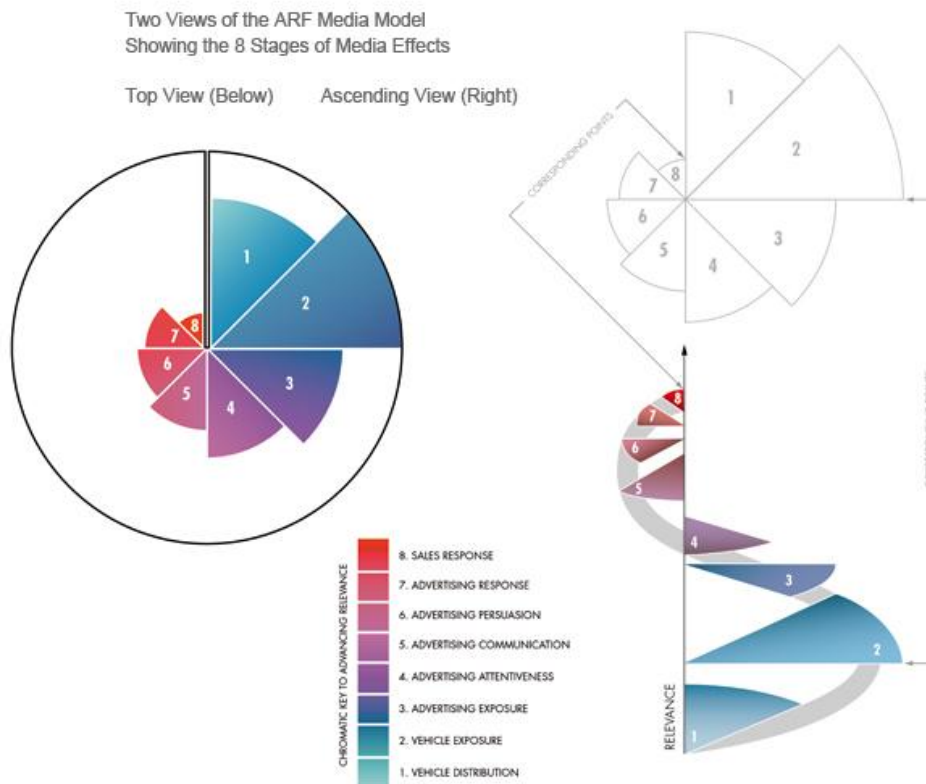 Two Views of the ARF Media Model
Showing the 8 Stages of Media Effects
Top View (Below) Ascending View (Right)
1
2
3
4
5
6
7
8
CORRESPONDING POINTS
1
2
3
4
5
6
7
8
8
7
6
5
4
3
2
1
RELEVANCE
CHROMATIC KEY TO ADVANCING RELEVANCE
8. SALES RESPONSE
7. ADVERTISING RESPONSE
6. ADVERTISING PERSUASION
5. ADVERTISING COMMUNICATION
4. ADVERTISING ATTENTIVENESS
3. ADVERTISING EXPOSURE
2. VEHICLE EXPOSURE
1. VEHICLE DISTRIBUTION